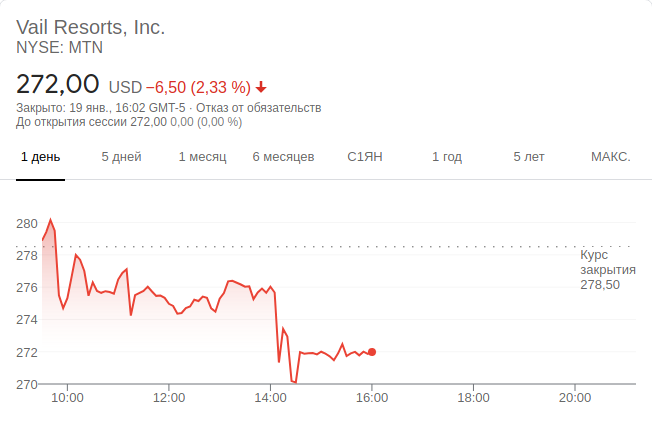 Vail Resorts, Inc.
NYSE: MTN
272,00 USD −6,50 (2,33 %)
Закрыто: 19 янв., 16:02 GMT-5 · Отказ от обязательств
До открытия сессии 272,00 0,00 (0,00 %)
1 день 5 дней 1 месяц 6 месяцев С1ЯН 1 год 5 лет МАКС.
280
278
276
274
272
270
Курс
закрытия
278,50
10:00 12:00 14:00 16:00 18:00 20:00